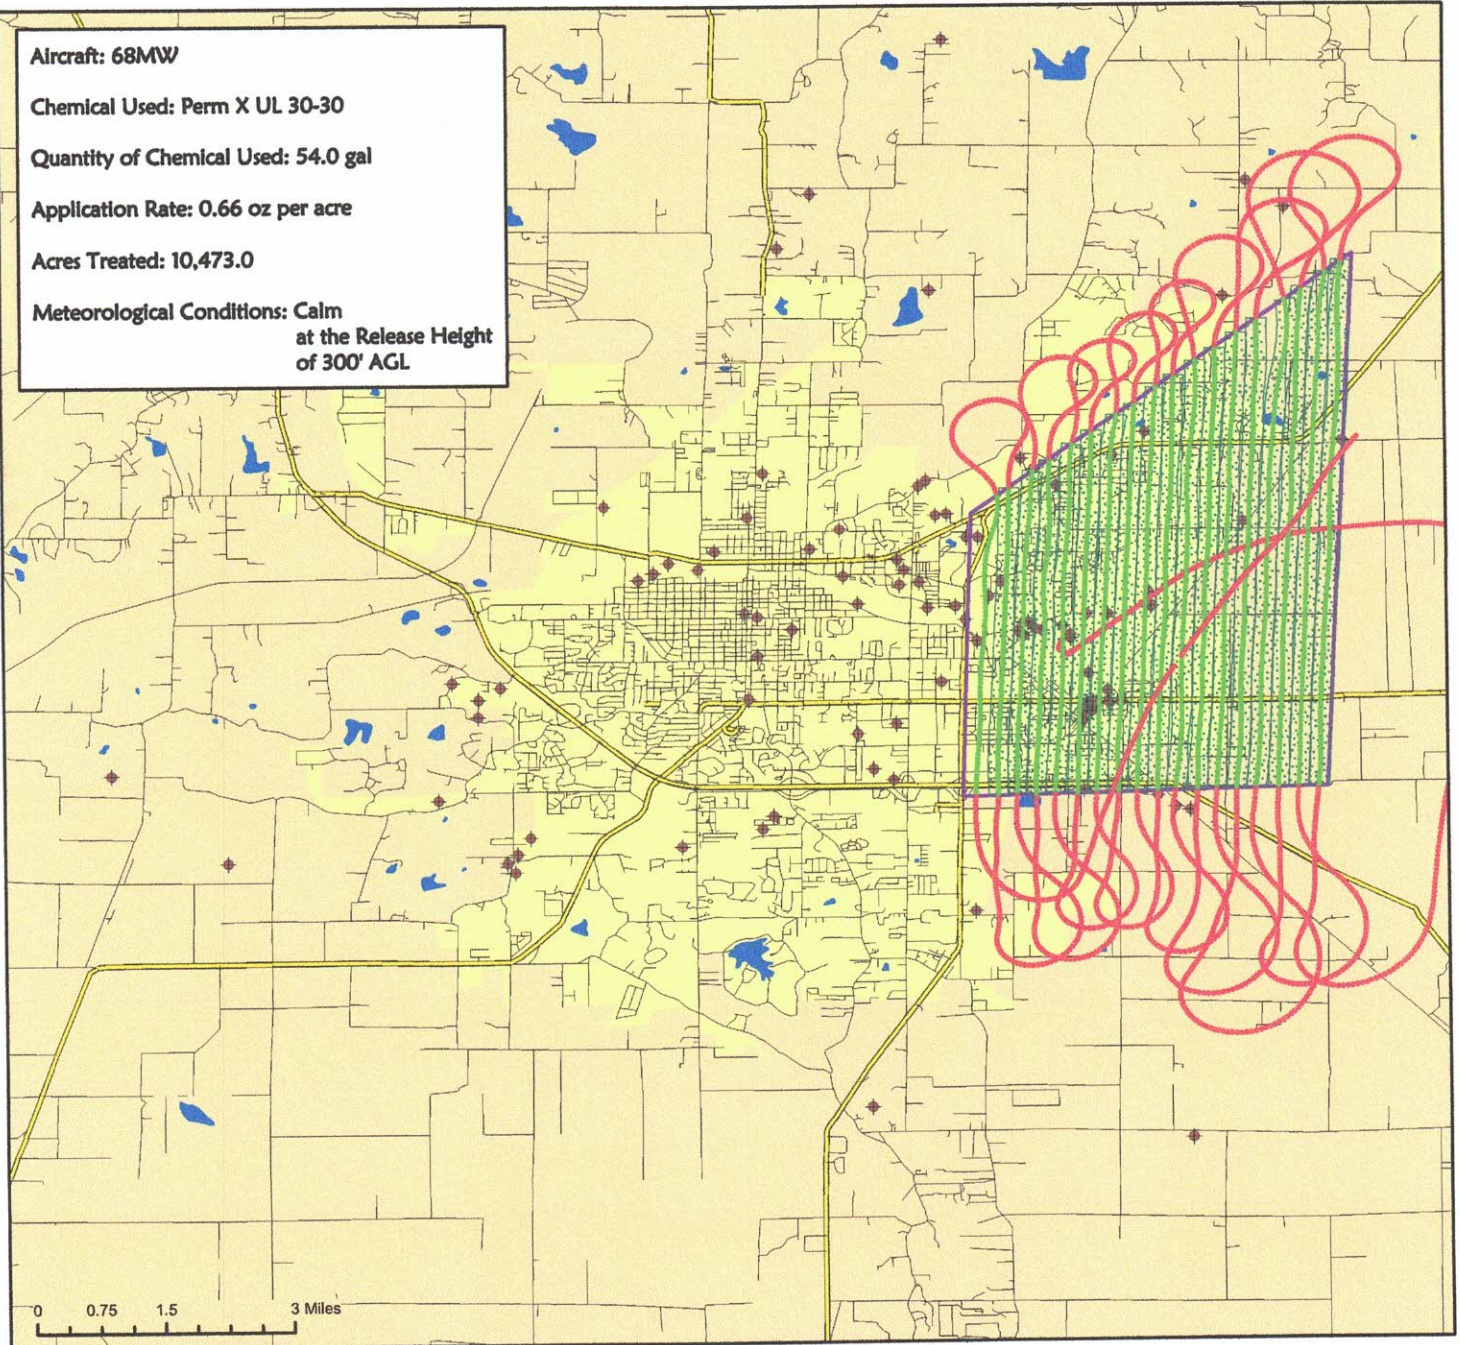 Aircraft: 68MW
Chemical Used: Perm X UL 30-30
Quantity of Chemical Used: 54.0 gal
Application Rate: 0.66 oz per acre
Acres Treated: 10,473.0
Meteorological Conditions: Calm
at the Release Height
of 300' AGL
0 0.75 1.5 3 Miles